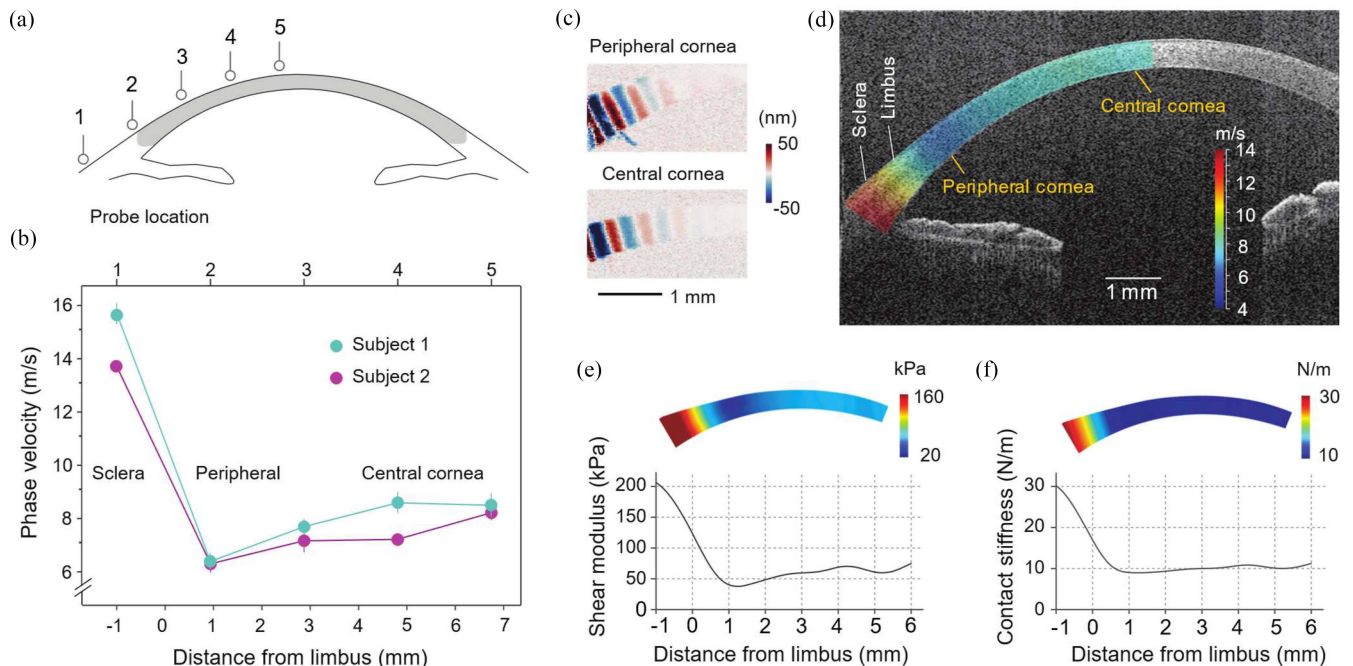 (a)
1
2
3
4
5
Probe location
(b)
1 2 3 4 5
Phase velocity (m/s)
16
14
12
10
8
6
Subject 1
Subject 2
Sclera
Peripheral
Central cornea
-1 0 1 2 3 4 5 6 7
Distance from limbus (mm)
(c)
Peripheral cornea
(nm)
50
-50
Central cornea
1 mm
(d)
Sclera
Limbus
Central cornea
Peripheral cornea
m/s
14
12
10
8
6
4
1 mm
(e)
kPa
160
20
Shear modulus (kPa)
200
150
100
50
0
-1 0 1 2 3 4 5 6
Distance from limbus (mm)
(f)
N/m
30
10
Contact stiffness (N/m)
30
20
10
0
-1 0 1 2 3 4 5 6
Distance from limbus (mm)